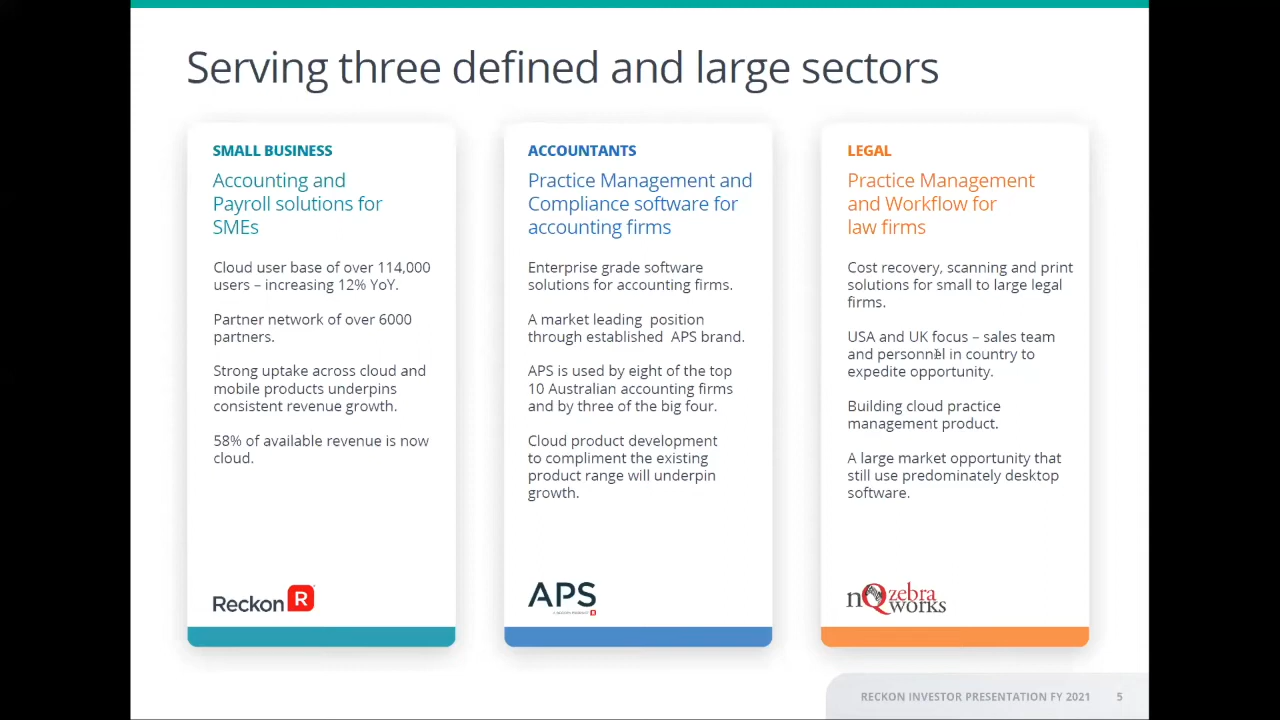 Serving three defined and large sectors
SMALL BUSINESS
Accounting and
Payroll solutions for
SMEs
Cloud user base of over 114,000
users – increasing 12% YoY.
Partner network of over 6000
partners.
Strong uptake across cloud and
mobile products underpins
consistent revenue growth.
58% of available revenue is now
cloud.
Reckon R
ACCOUNTANTS
Practice Management and
Compliance software for
accounting firms
Enterprise grade software
solutions for accounting firms.
A market leading position
through established APS brand.
APS is used by eight of the top
10 Australian accounting firms
and by three of the big four.
Cloud product development
to compliment the existing
product range will underpin
growth.
APS
LEGAL
Practice Management
and Workflow for
law firms
Cost recovery, scanning and print
solutions for small to large legal
firms.
USA and UK focus – sales team
and personnel in country to
expedite opportunity.
Building cloud practice
management product.
A large market opportunity that
still use predominately desktop
software.
nQ zebra
works
RECKON INVESTOR PRESENTATION FY 2021 5